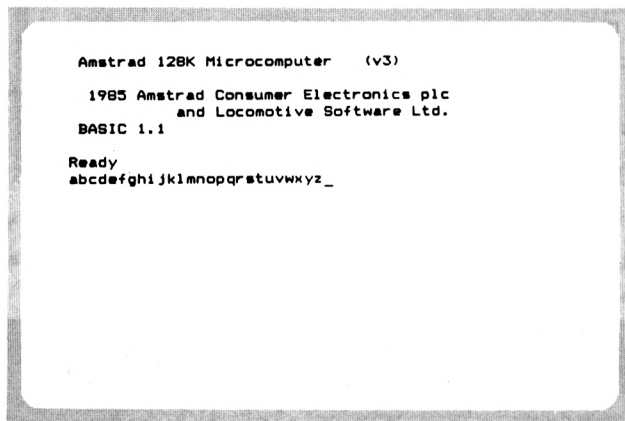 Amstrad 128K Microcomputer (v3)
1985 Amstrad Consumer Electronics plc
and Locomotive Software Ltd.
BASIC 1.1
Ready
abcdefghijklmnopqrstuvwxyz_